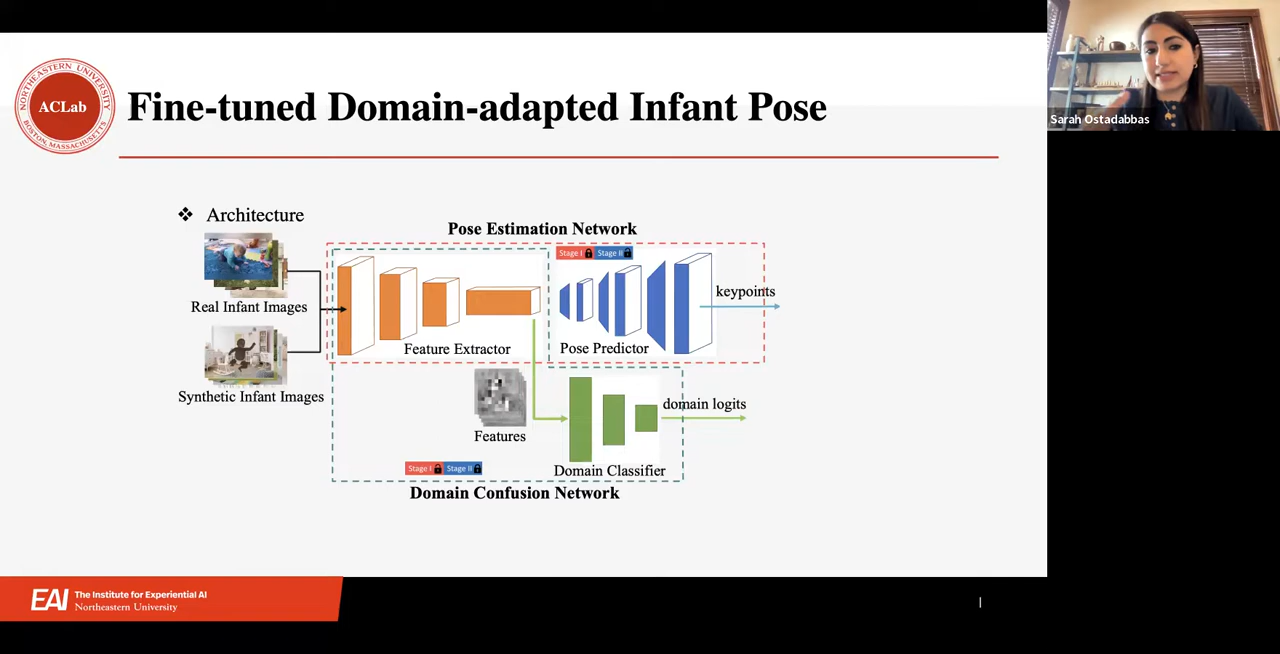 NORTHEASTERN UNIVERSITY
ACLab
BOSTON, MASSACHUSETTS
Fine-tuned Domain-adapted Infant Pose
Sarah Ostadabbas
❖ Architecture
Pose Estimation Network
Stage I Stage II
keypoints
Real Infant Images
Feature Extractor
Pose Predictor
Synthetic Infant Images
domain logits
Features
Stage I Stage II
Domain Classifier
Domain Confusion Network
EAI
The Institute for Experiential AI
Northeastern University